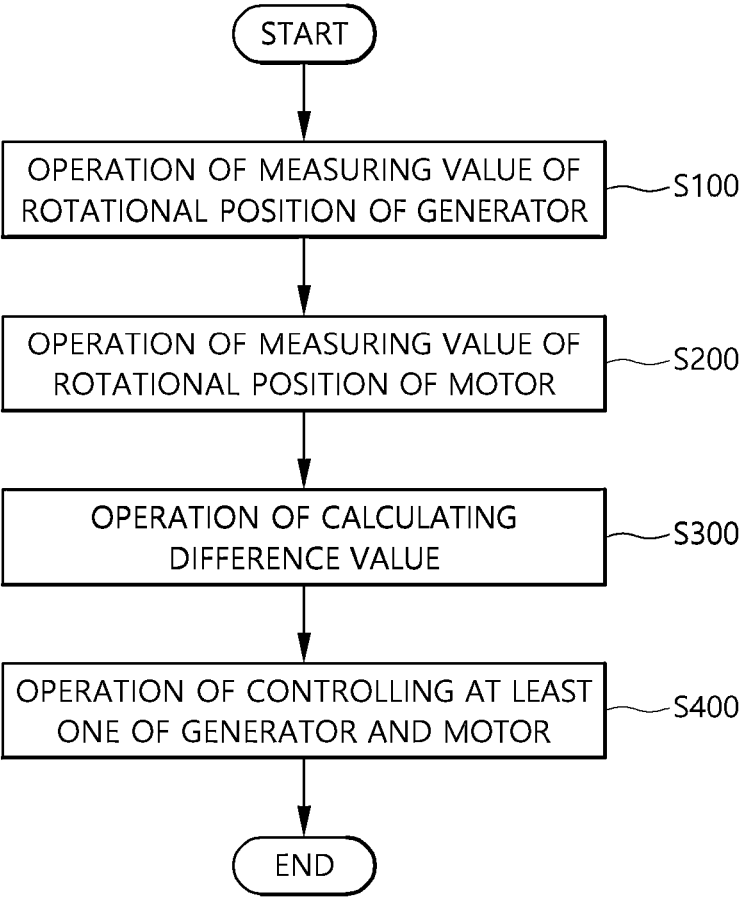 START
OPERATION OF MEASURING VALUE OF
ROTATIONAL POSITION OF GENERATOR
S100
OPERATION OF MEASURING VALUE OF
ROTATIONAL POSITION OF MOTOR
S200
OPERATION OF CALCULATING
DIFFERENCE VALUE
S300
OPERATION OF CONTROLLING AT LEAST
ONE OF GENERATOR AND MOTOR
S400
END